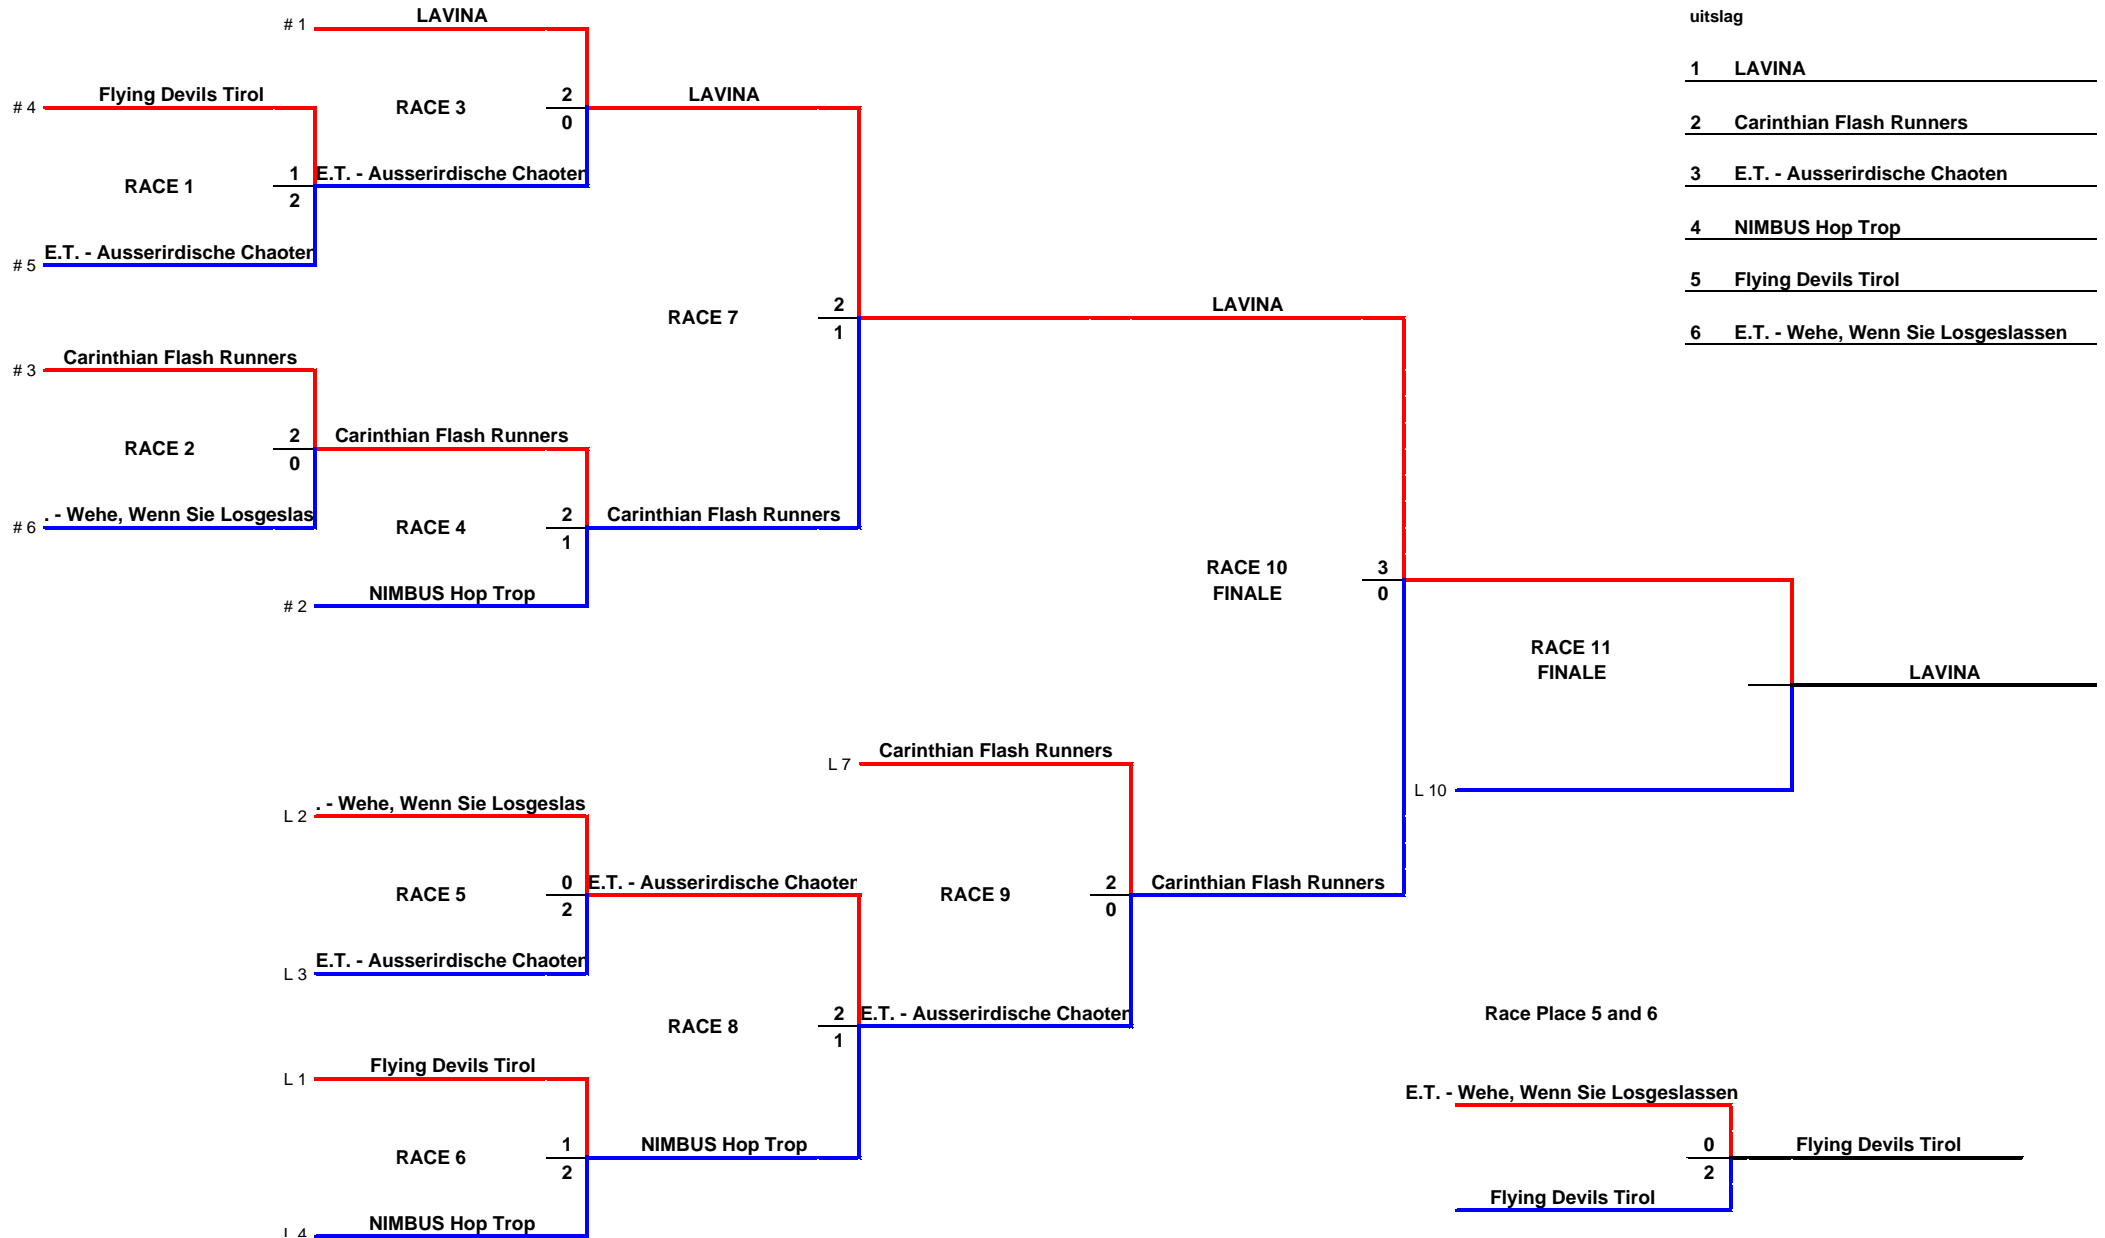 # 1 LAVINA
uitslag
1 LAVINA
# 4 Flying Devils Tirol
RACE 3 2 LAVINA
0
2 Carinthian Flash Runners
RACE 1 1 E.T. - Ausserirdische Chaoten
2
3 E.T. - Ausserirdische Chaoten
4 NIMBUS Hop Trop
# 5 E.T. - Ausserirdische Chaoten
5 Flying Devils Tirol
RACE 7 2 LAVINA
1
6 E.T. - Wehe, Wenn Sie Losgeslassen
# 3 Carinthian Flash Runners
RACE 2 2 Carinthian Flash Runners
0
# 6 . - Wehe, Wenn Sie Losgeslas
RACE 4 2 Carinthian Flash Runners
1
# 2 NIMBUS Hop Trop
RACE 10 3
FINALE 0
RACE 11
FINALE LAVINA
L 7 Carinthian Flash Runners
L 10
L 2 . - Wehe, Wenn Sie Losgeslas
RACE 5 0 E.T. - Ausserirdische Chaoten
2
RACE 9 2 Carinthian Flash Runners
0
L 3 E.T. - Ausserirdische Chaoten
RACE 8 2 E.T. - Ausserirdische Chaoten
1
Race Place 5 and 6
L 1 Flying Devils Tirol
E.T. - Wehe, Wenn Sie Losgeslassen
RACE 6 1 NIMBUS Hop Trop
2
0 Flying Devils Tirol
2
Flying Devils Tirol
L 4 NIMBUS Hop Trop